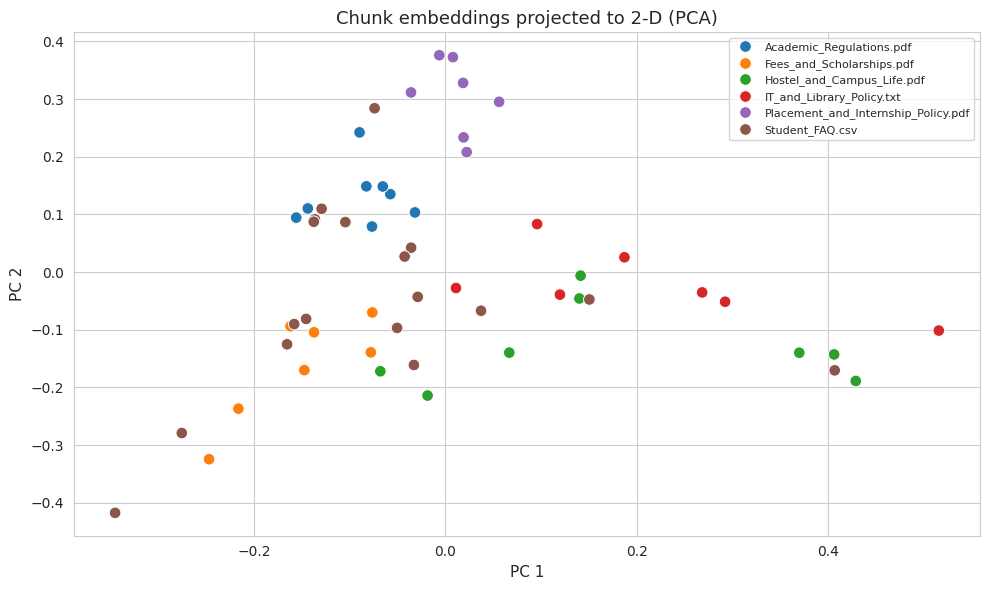 Chunk embeddings projected to 2-D (PCA)
Academic_Regulations.pdf
Fees_and_Scholarships.pdf
Hostel_and_Campus_Life.pdf
IT_and_Library_Policy.txt
Placement_and_Internship_Policy.pdf
Student_FAQ.csv
0.4
0.3
0.2
0.1
0.0
−0.1
−0.2
−0.3
−0.4
PC 2
−0.2
0.0
0.2
0.4
PC 1